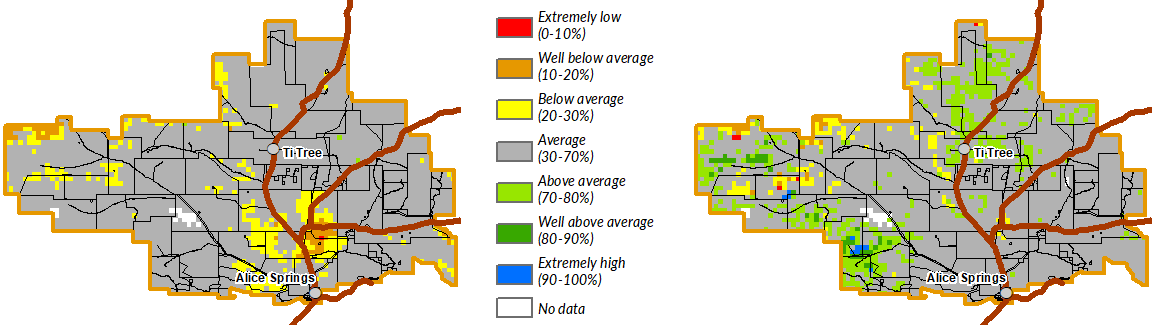 Ti-Tree
Alice Springs
Extremely low
(0-10%)
Well below average
(10-20%)
Below average
(20-30%)
Average
(30-70%)
Above average
(70-80%)
Well above average
(80-90%)
Extremely high
(90-100%)
No data
Ti-Tree
Alice Springs